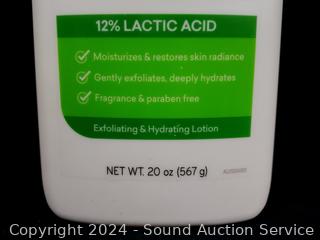 12% LACTIC ACID
Moisturizes & restores skin radiance
Gently exfoliates, deeply hydrates
Fragrance & paraben free
Exfoliating & Hydrating Lotion
NET WT. 20 oz (567 g)
Copyright 2024 - Sound Auction Service